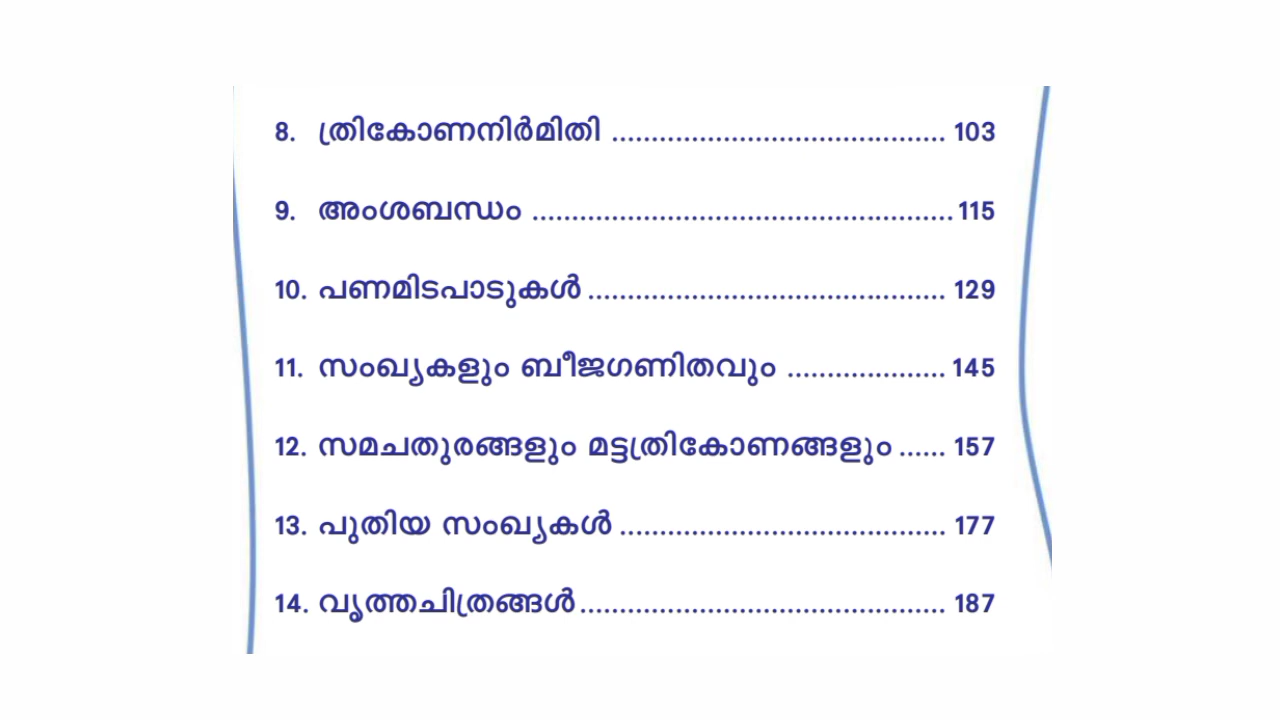 8. ത്രികോണനിർമിതി ........................................... 103
9. അംശബന്ധം ...................................................... 115
10. പണമിടപാടുകൾ .............................................. 129
11. സംഖ്യകളും ബീജഗണിതവും .................... 145
12. സമചതുരങ്ങളും മട്ടത്രികോണങ്ങളും ...... 157
13. പുതിയ സംഖ്യകൾ .......................................... 177
14. വൃത്തചിത്രങ്ങൾ ............................................... 187